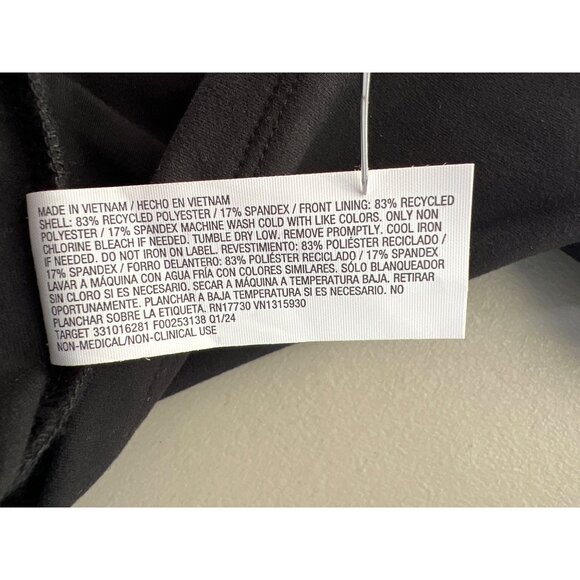 MADE IN VIETNAM / HECHO EN VIETNAM
SHELL: 83% RECYCLED POLYESTER / 17% SPANDEX / FRONT LINING: 83% RECYCLED
POLYESTER / 17% SPANDEX MACHINE WASH COLD WITH LIKE COLORS. ONLY NON
CHLORINE BLEACH IF NEEDED. TUMBLE DRY LOW. REMOVE PROMPTLY. COOL IRON
IF NEEDED. DO NOT IRON ON LABEL. REVESTIMIENTO: 83% POLIÉSTER RECICLADO /
17% SPANDEX / FORRO DELANTERO: 83% POLIÉSTER RECICLADO / 17% SPANDEX
LAVAR A MÁQUINA CON AGUA FRÍA CON COLORES SIMILARES. SÓLO BLANQUEADOR
SIN CLORO SI ES NECESARIO. SECAR A MÁQUINA A TEMPERATURA BAJA. RETIRAR
OPORTUNAMENTE. PLANCHAR A BAJA TEMPERATURA SI ES NECESARIO. NO
PLANCHAR SOBRE LA ETIQUETA. RN17730 VN1315930
TARGET 331016281 F00253138 Q1/24
NON-MEDICAL/NON-CLINICAL USE